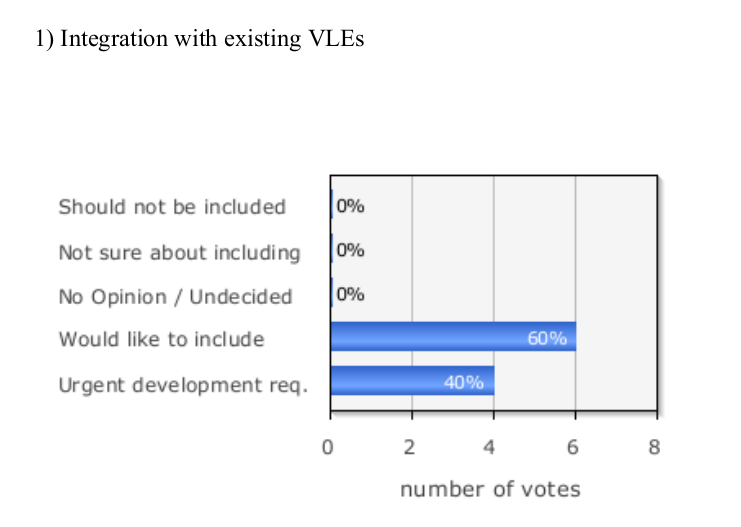 1) Integration with existing VLEs
Should not be included 0%
Not sure about including 0%
No Opinion / Undecided 0%
Would like to include 60%
Urgent development req. 40%
0 2 4 6 8
number of votes